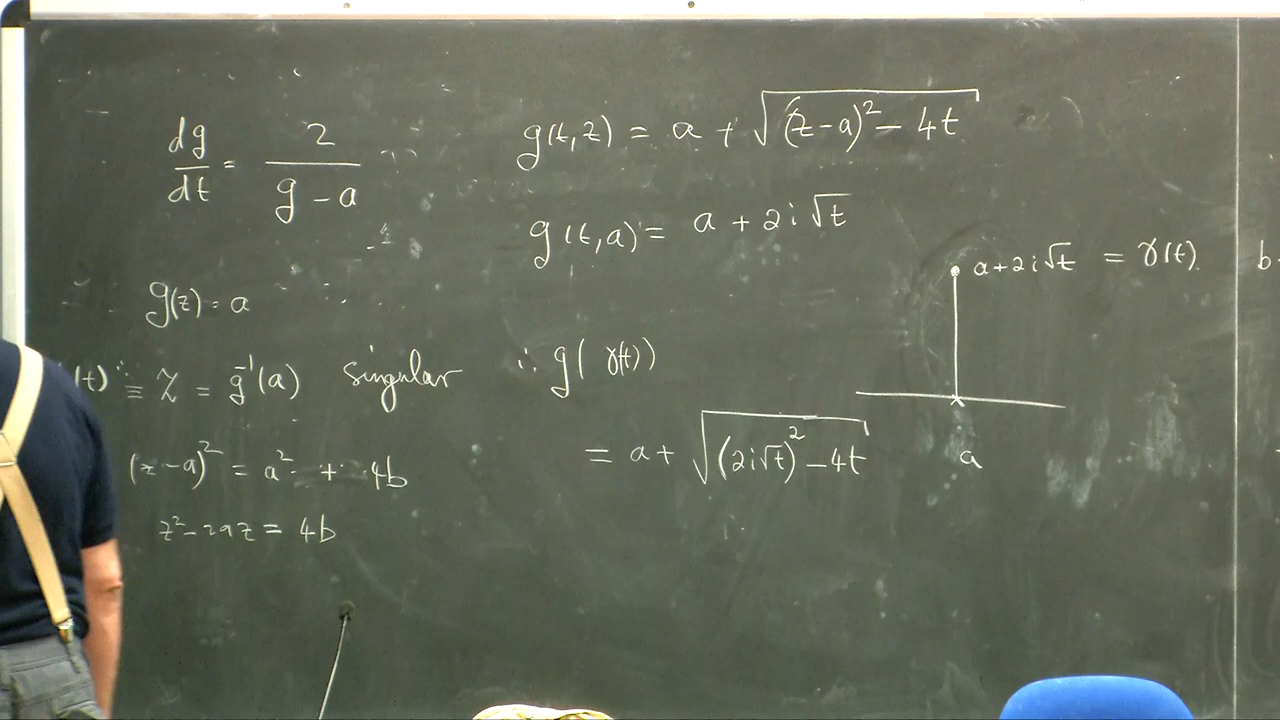 dg/dt = 2/(g - a)
g(z) = a
(t) ≡ z = g⁻¹(a) singular
(z-a)² = a² + 4b
z² - 2az = 4b
g(t,z) = a + √((z-a)² - 4t)
g(t,a) = a + 2i√t
∴ g(γ(t))
= a + √((2i√t)² - 4t)
a + 2i√t = γ(t)
a
b